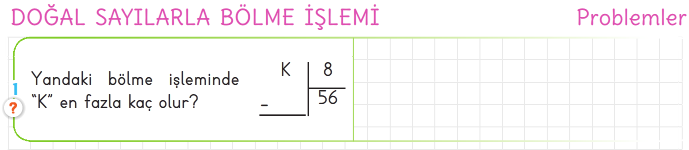 DOĞAL SAYILARLA BÖLME İŞLEMİ
Problemler
1
?
Yandaki bölme işleminde
"K" en fazla kaç olur?
K 8
56
-